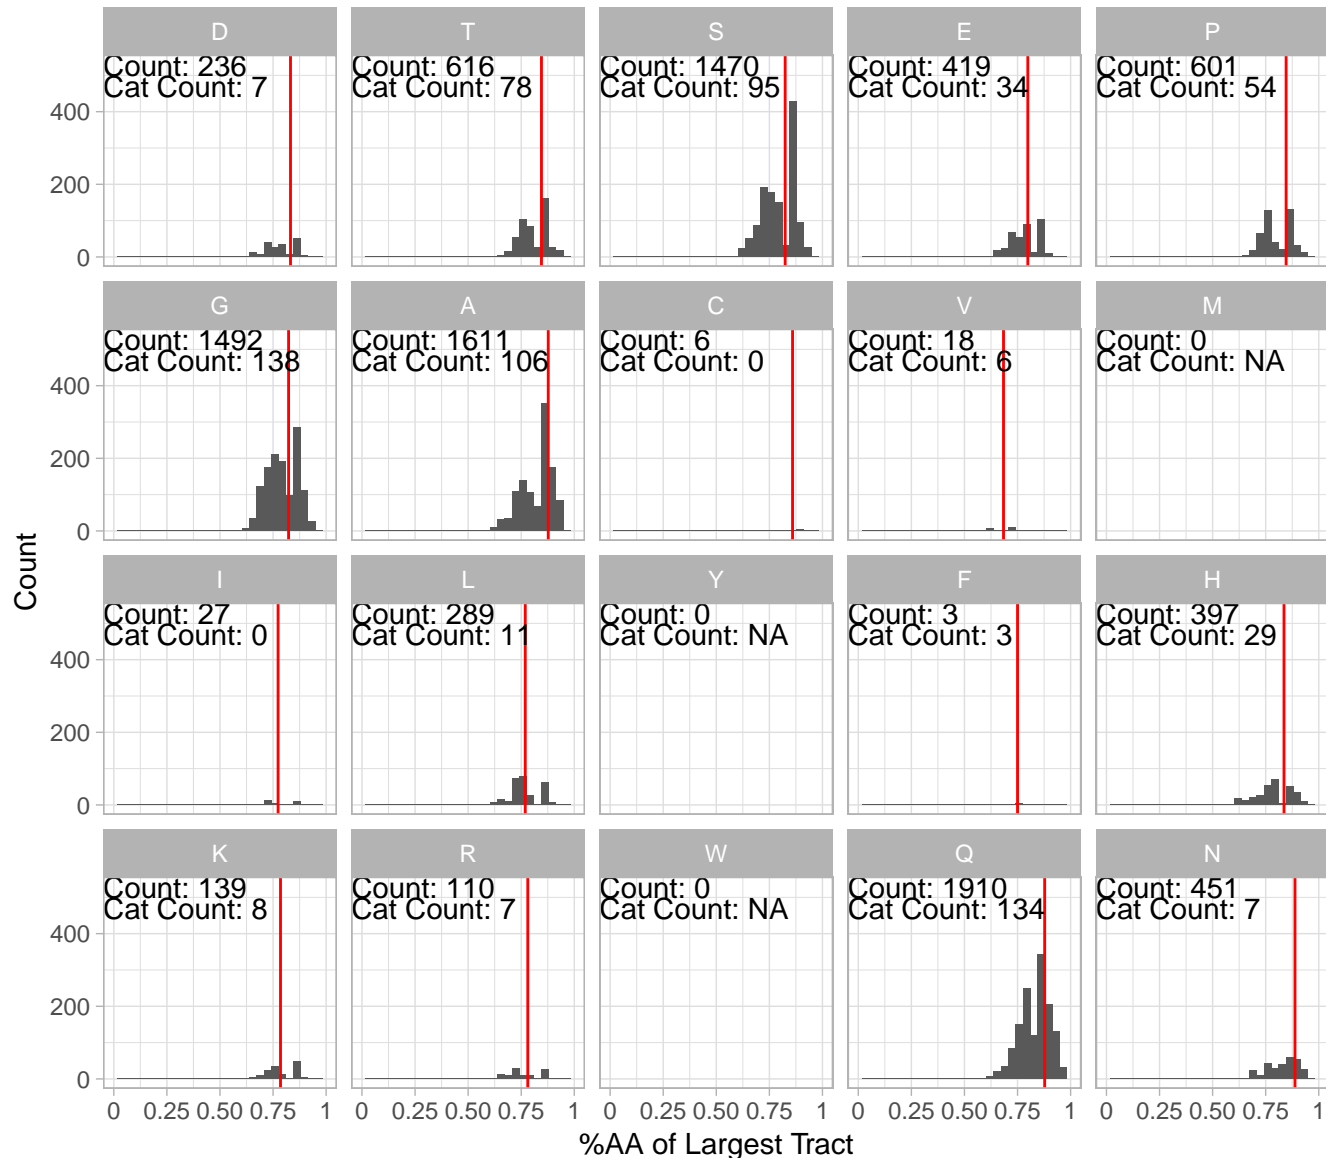 D T S E P
Count: 236 Count: 616 Count: 1470 Count: 419 Count: 601
Cat Count: 7 Cat Count: 78 Cat Count: 95 Cat Count: 34 Cat Count: 54
400
200
0
G A C V M
Count: 1492 Count: 1611 Count: 6 Count: 18 Count: 0
Cat Count: 138 Cat Count: 106 Cat Count: 0 Cat Count: 6 Cat Count: NA
400
200
0
Count
I L Y F H
Count: 27 Count: 289 Count: 0 Count: 3 Count: 397
Cat Count: 0 Cat Count: 11 Cat Count: NA Cat Count: 3 Cat Count: 29
400
200
0
K R W Q N
Count: 139 Count: 110 Count: 0 Count: 1910 Count: 451
Cat Count: 8 Cat Count: 7 Cat Count: NA Cat Count: 134 Cat Count: 7
400
200
0
0 0.25 0.50 0.75 1 0 0.25 0.50 0.75 1 0 0.25 0.50 0.75 1 0 0.25 0.50 0.75 1 0 0.25 0.50 0.75 1
%AA of Largest Tract